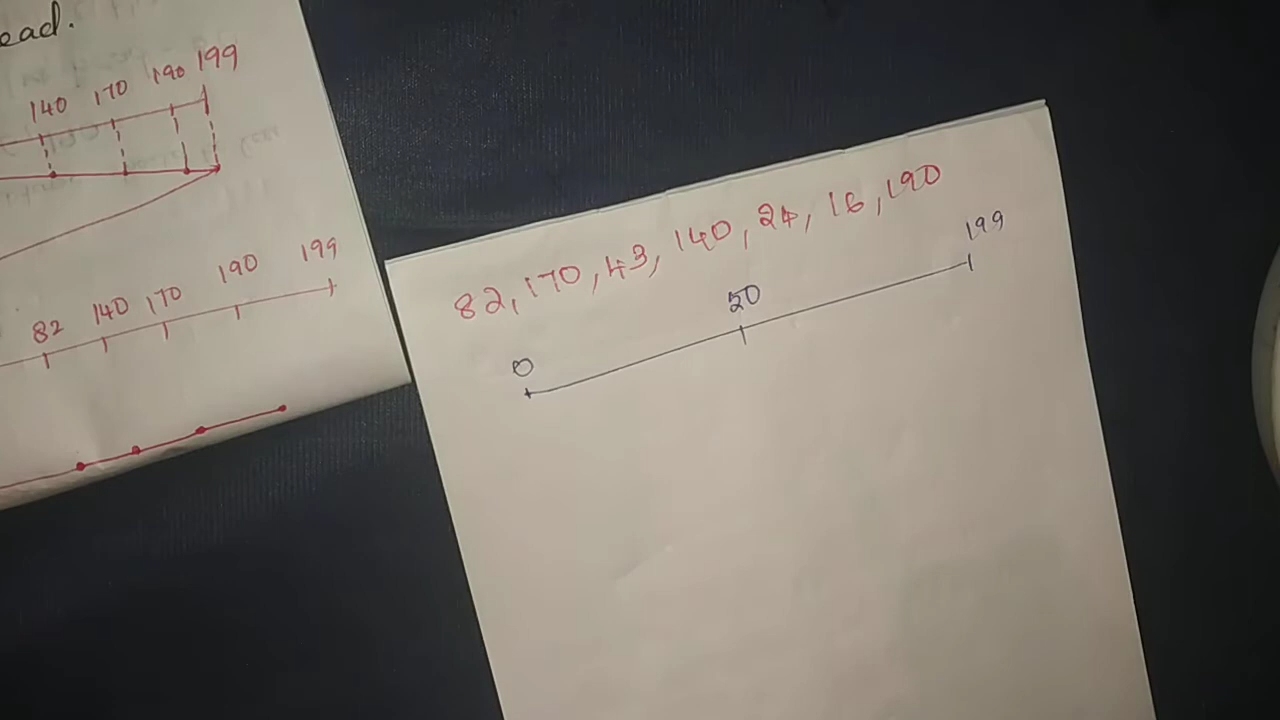 ead.
140 170 190 199
82 140 170 190 199
82, 170, 43, 140, 24, 16, 190
0 50 199